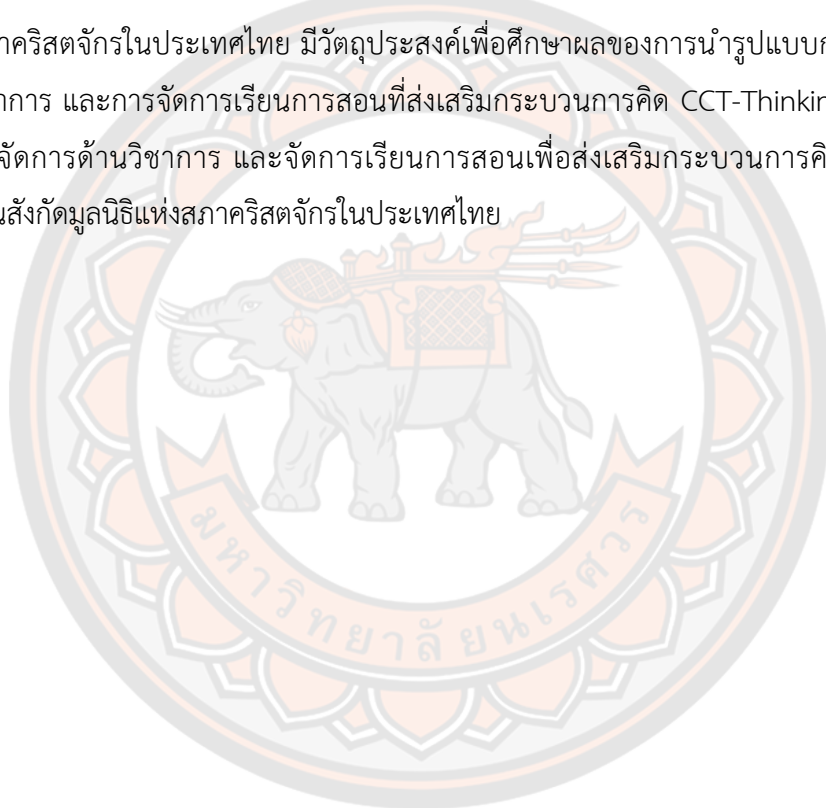 าคริสตจักรในประเทศไทย มีวัตถุประสงค์เพื่อศึกษาผลของการนำรูปแบบก
าการ และการจัดการเรียนการสอนที่ส่งเสริมกระบวนการคิด CCT-Thinkin
จัดการด้านวิชาการ และจัดการเรียนการสอนเพื่อส่งเสริมกระบวนการคิ
นสังกัดมูลนิธิแห่งสภาคริสตจักรในประเทศไทย
มหาวิทยาลัยนเรศวร